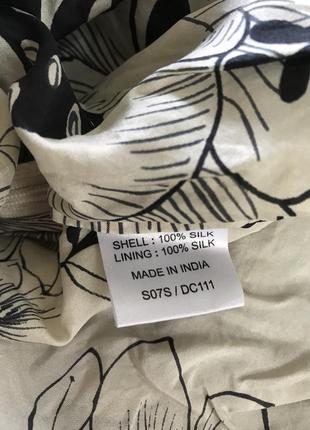 SHELL : 100% SILK
LINING : 100% SILK
MADE IN INDIA
S07S / DC111